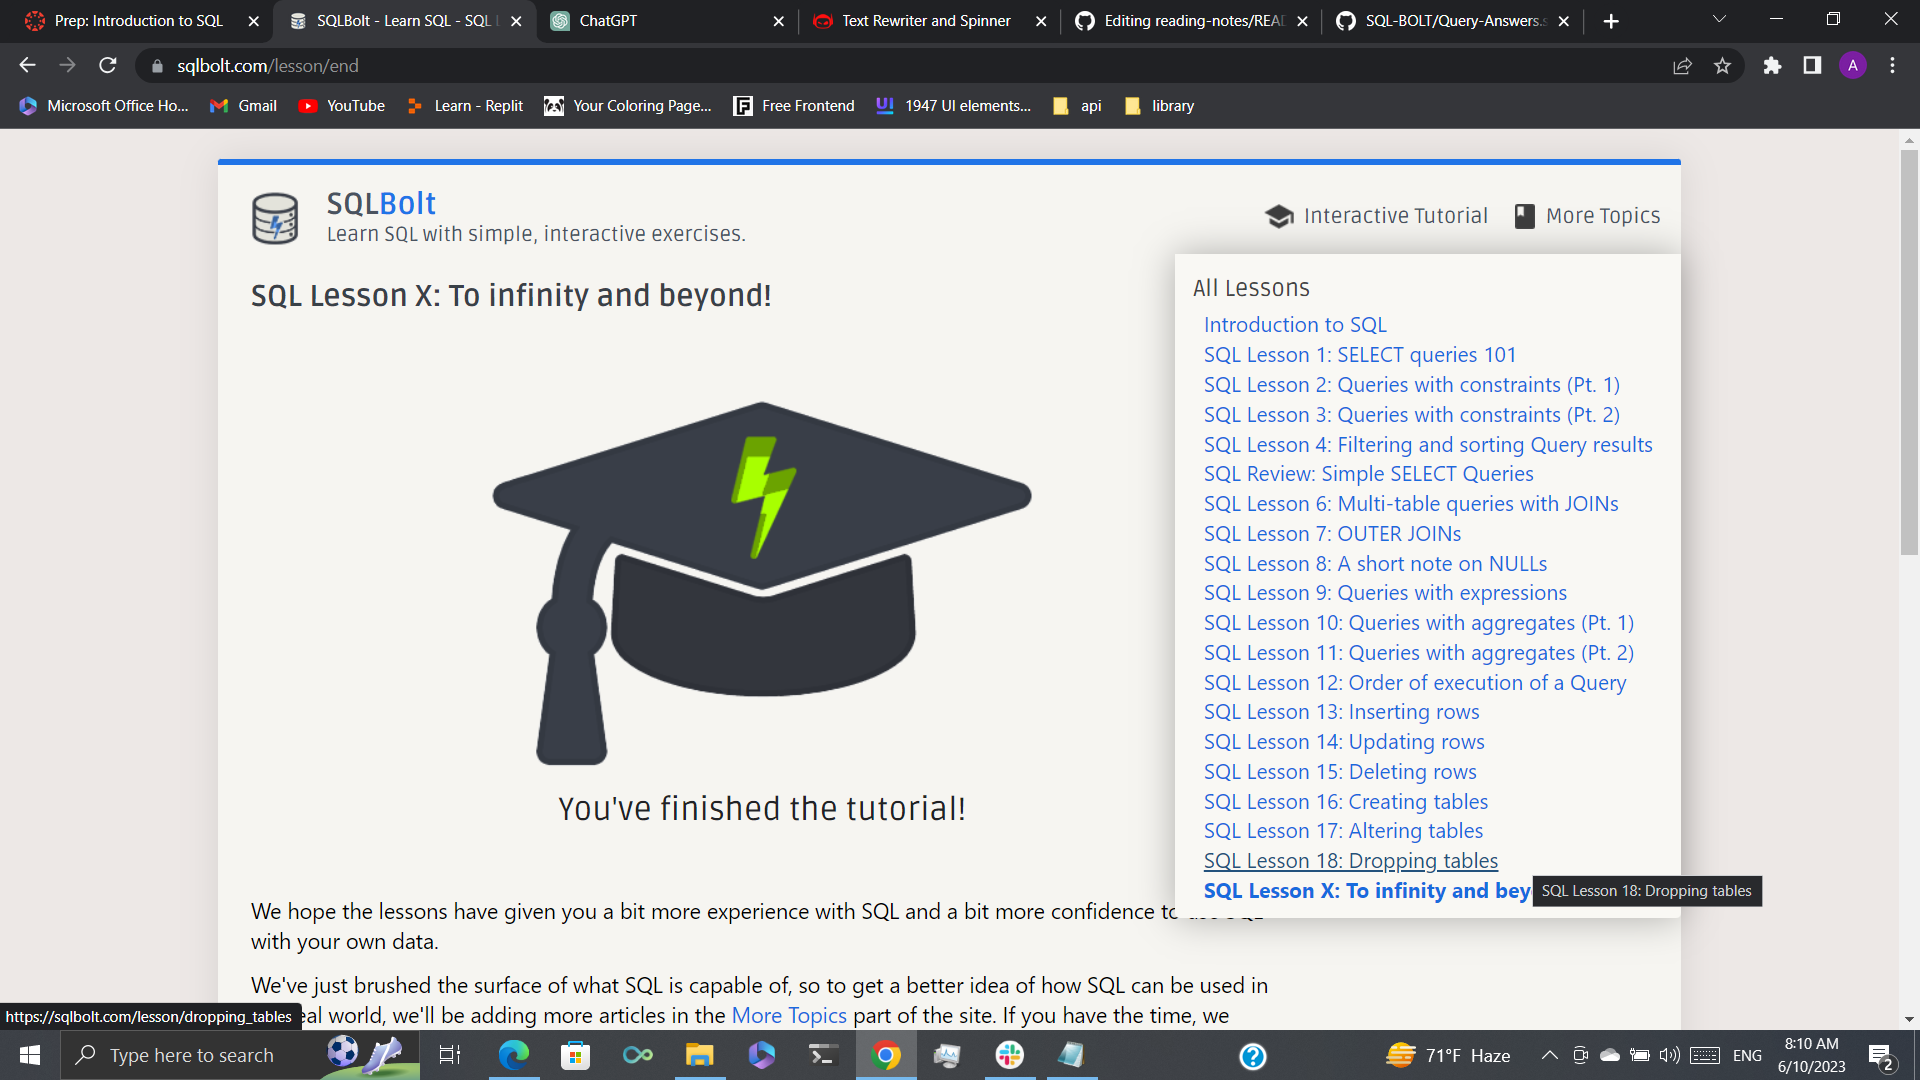 Prep: Introduction to SQL
SQLBolt - Learn SQL - SQL
ChatGPT
Text Rewriter and Spinner
Editing reading-notes/REA
SQL-BOLT/Query-Answers.s
sqlbolt.com/lesson/end
A
Microsoft Office Ho...
Gmail
YouTube
Learn - Replit
Your Coloring Page...
Free Frontend
1947 UI elements...
api
library
SQLBolt
Learn SQL with simple, interactive exercises.
Interactive Tutorial
More Topics
SQL Lesson X: To infinity and beyond!
All Lessons
Introduction to SQL
SQL Lesson 1: SELECT queries 101
SQL Lesson 2: Queries with constraints (Pt. 1)
SQL Lesson 3: Queries with constraints (Pt. 2)
SQL Lesson 4: Filtering and sorting Query results
SQL Review: Simple SELECT Queries
SQL Lesson 6: Multi-table queries with JOINs
SQL Lesson 7: OUTER JOINs
SQL Lesson 8: A short note on NULLs
SQL Lesson 9: Queries with expressions
SQL Lesson 10: Queries with aggregates (Pt. 1)
SQL Lesson 11: Queries with aggregates (Pt. 2)
SQL Lesson 12: Order of execution of a Query
SQL Lesson 13: Inserting rows
SQL Lesson 14: Updating rows
SQL Lesson 15: Deleting rows
SQL Lesson 16: Creating tables
SQL Lesson 17: Altering tables
SQL Lesson 18: Dropping tables
SQL Lesson X: To infinity and bey
SQL Lesson 18: Dropping tables
You've finished the tutorial!
We hope the lessons have given you a bit more experience with SQL and a bit more confidence to
with your own data.
We've just brushed the surface of what SQL is capable of, so to get a better idea of how SQL can be used in
eal world, we'll be adding more articles in the More Topics part of the site. If you have the time, we
https://sqlbolt.com/lesson/dropping_tables
Type here to search
71°F Haze
ENG
8:10 AM
6/10/2023
2